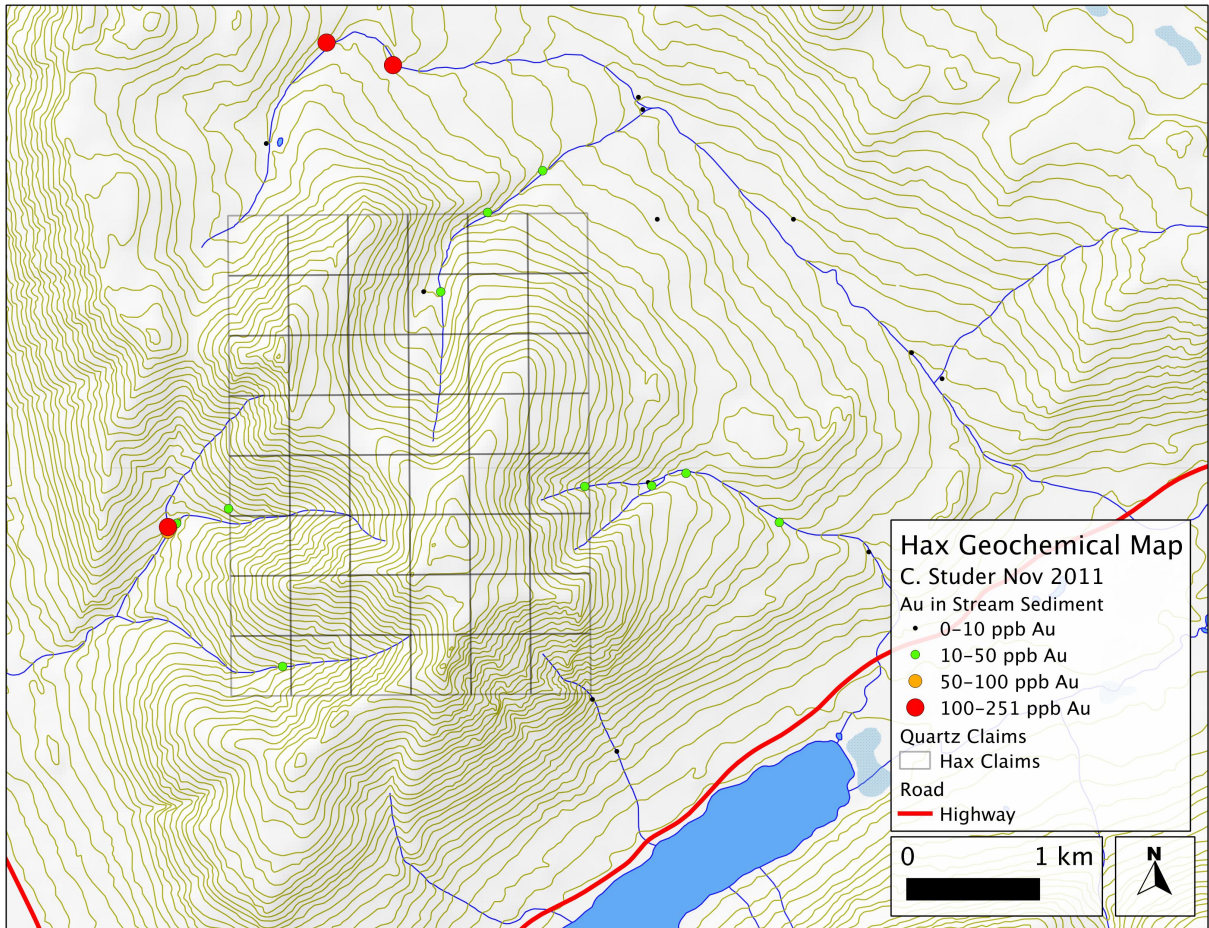 Hax Geochemical Map
C. Studer Nov 2011
Au in Stream Sediment
0-10 ppb Au
10-50 ppb Au
50-100 ppb Au
100-251 ppb Au
Quartz Claims
Hax Claims
Road
Highway
0 1 km
N